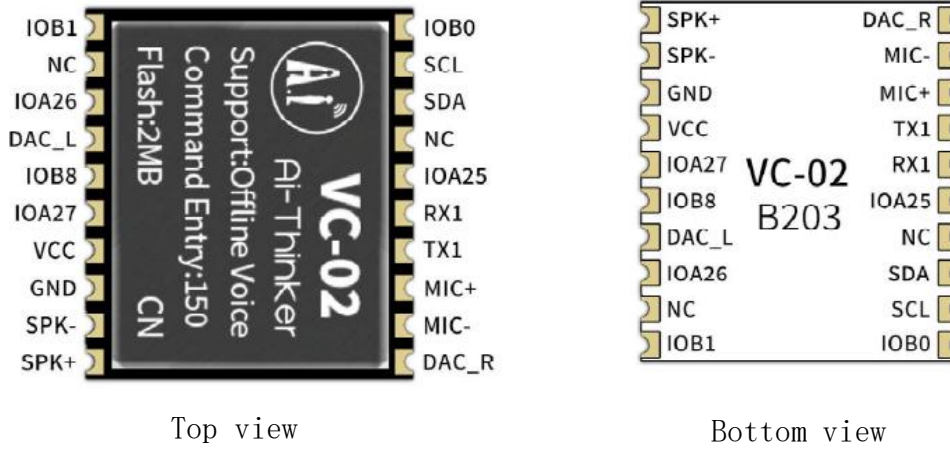 IOB1
NC
IOA26
DAC_L
IOB8
IOA27
VCC
GND
SPK-
SPK+
Ai
Ai-Thinker
VC-02
Support:Offline Voice
Command Entry:150
Flash:2MB
CN
IOB0
SCL
SDA
NC
IOA25
RX1
TX1
MIC+
MIC-
DAC_R
Top view
SPK+
SPK-
GND
VCC
IOA27
IOB8
DAC_L
IOA26
NC
IOB1
VC-02
B203
DAC_R
MIC-
MIC+
TX1
RX1
IOA25
NC
SDA
SCL
IOB0
Bottom view